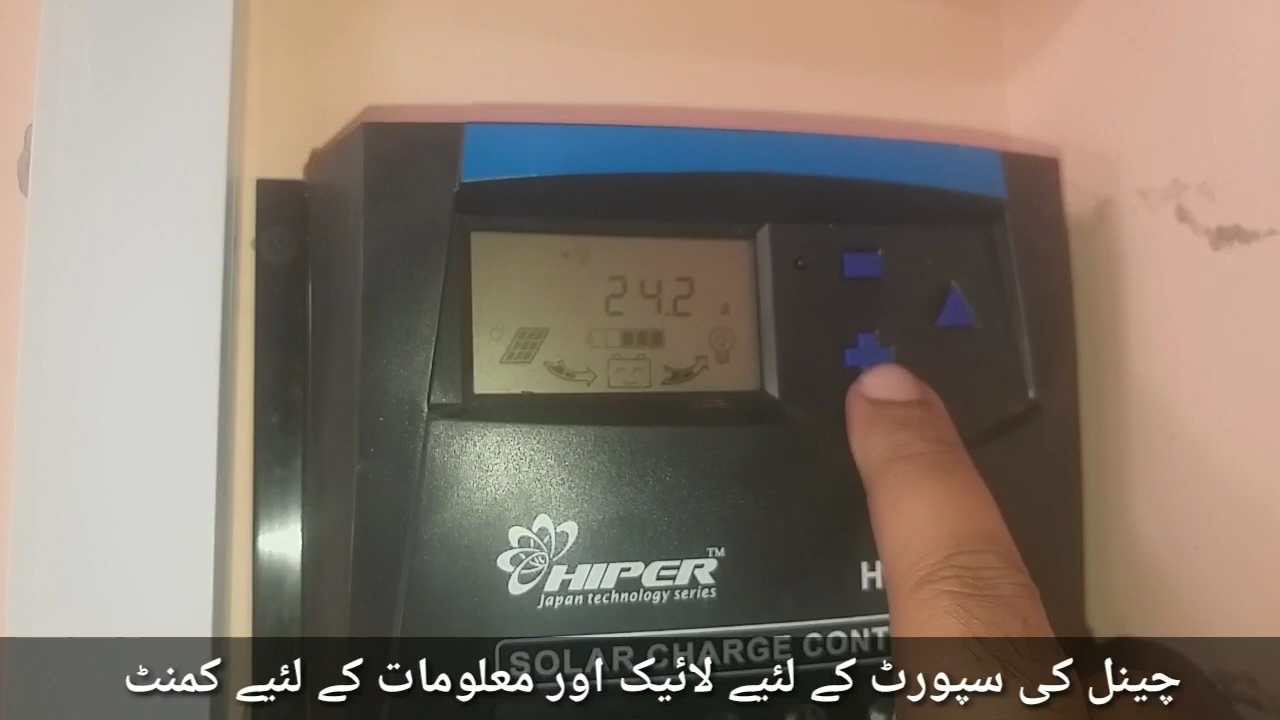 24.2
HIPER™
Japan technology series
H
SOLAR CHARGE CONT
چینل کی سپورٹ کے لئیے لائیک اور معلومات کے لئیے کمنٹ